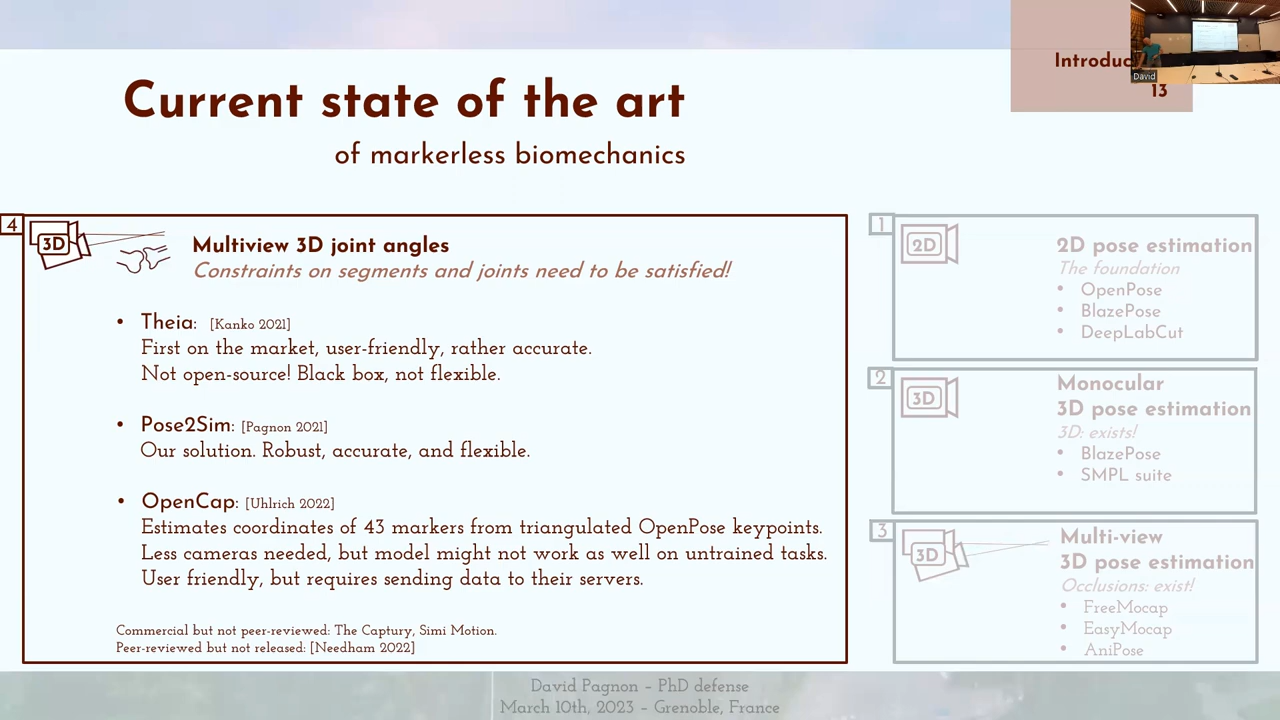 Current state of the art
of markerless biomechanics
David
13
4
3D
Multiview 3D joint angles
Constraints on segments and joints need to be satisfied!
• Theia: [Kanko 2021]
First on the market, user-friendly, rather accurate.
Not open-source! Black box, not flexible.
• Pose2Sim: [Pagnon 2021]
Our solution. Robust, accurate, and flexible.
• OpenCap: [Uhlrich 2022]
Estimates coordinates of 43 markers from triangulated OpenPose keypoints.
Less cameras needed, but model might not work as well on untrained tasks.
User friendly, but requires sending data to their servers.
Commercial but not peer-reviewed: The Captury, Simi Motion.
Peer-reviewed but not released: [Needham 2022]
1
2D
2D pose estimation
The foundation
• OpenPose
• BlazePose
• DeepLabCut
2
3D
Monocular
3D pose estimation
3D: exists!
• BlazePose
• SMPL suite
3
3D
Multi-view
3D pose estimation
Occlusions: exist!
• FreeMocap
• EasyMocap
• AniPose
David Pagnon – PhD defense
March 10th, 2023 – Grenoble, France